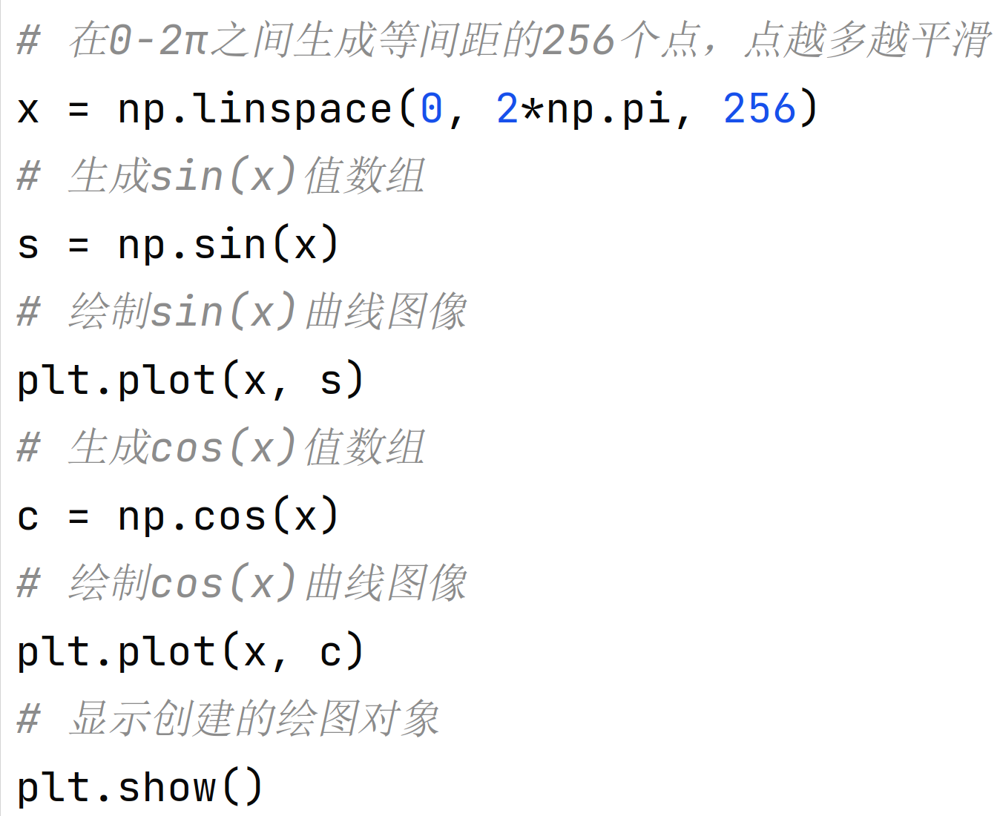 # 在0-2π之间生成等间距的256个点，点越多越平滑
x = np.linspace(0, 2*np.pi, 256)
# 生成sin(x)值数组
s = np.sin(x)
# 绘制sin(x)曲线图像
plt.plot(x, s)
# 生成cos(x)值数组
c = np.cos(x)
# 绘制cos(x)曲线图像
plt.plot(x, c)
# 显示创建的绘图对象
plt.show()